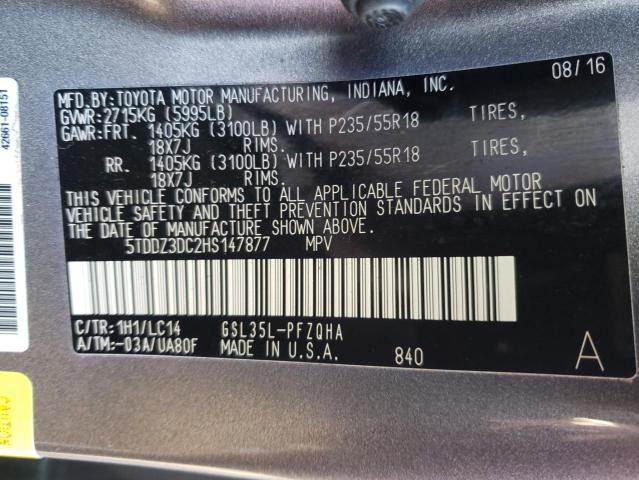 42661-08151
08/16
MFD.BY:TOYOTA MOTOR MANUFACTURING, INDIANA, INC.
GVWR:2715KG (5995LB)
GAWR:FRT. 1405KG (3100LB) WITH P235/55R18 TIRES,
18X7J RIMS.
RR. 1405KG (3100LB) WITH P235/55R18 TIRES,
18X7J RIMS.
THIS VEHICLE CONFORMS TO ALL APPLICABLE FEDERAL MOTOR
VEHICLE SAFETY AND THEFT PREVENTION STANDARDS IN EFFECT ON
THE DATE OF MANUFACTURE SHOWN ABOVE.
5TDDZ3DC2HS147877 MPV
C/TR:1H1/LC14 GSL35L-PFZQHA
A/TM:-03A/UA80F MADE IN U.S.A. 840 A
CAUTION